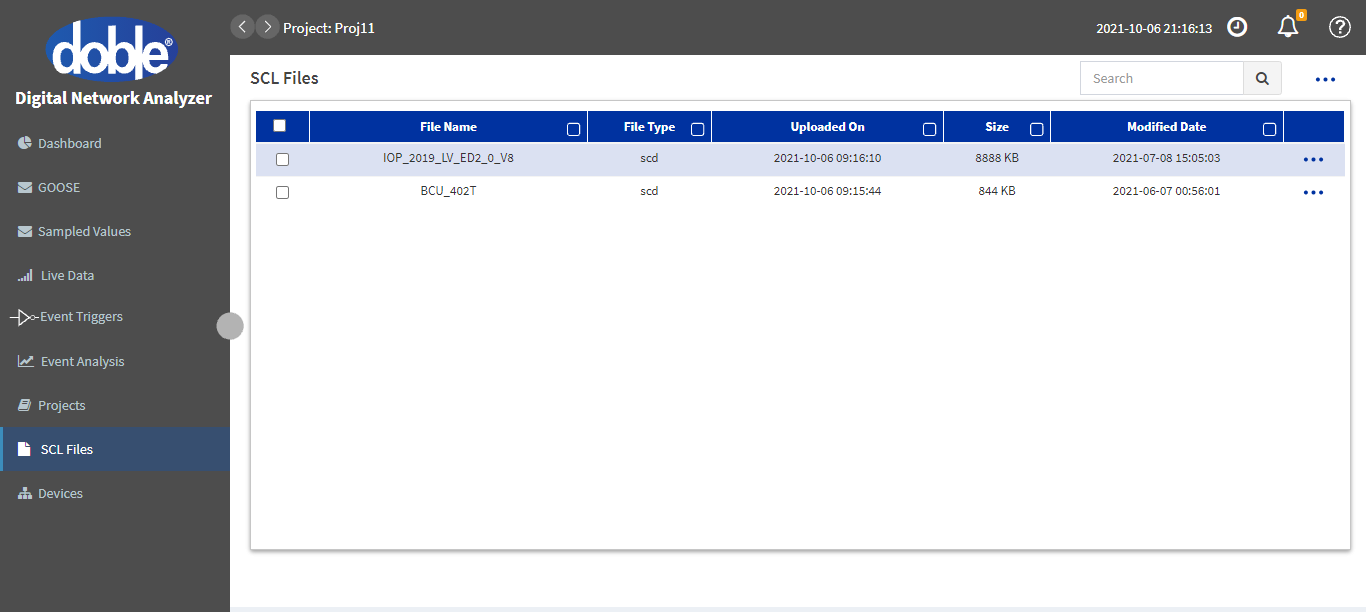 doble®
Digital Network Analyzer
Dashboard
GOOSE
Sampled Values
Live Data
Event Triggers
Event Analysis
Projects
SCL Files
Devices
Project: Proj11
2021-10-06 21:16:13
0
SCL Files
Search
File Name File Type Uploaded On Size Modified Date
IOP_2019_LV_ED2_0_V8 scd 2021-10-06 09:16:10 8888 KB 2021-07-08 15:05:03
BCU_402T scd 2021-10-06 09:15:44 844 KB 2021-06-07 00:56:01